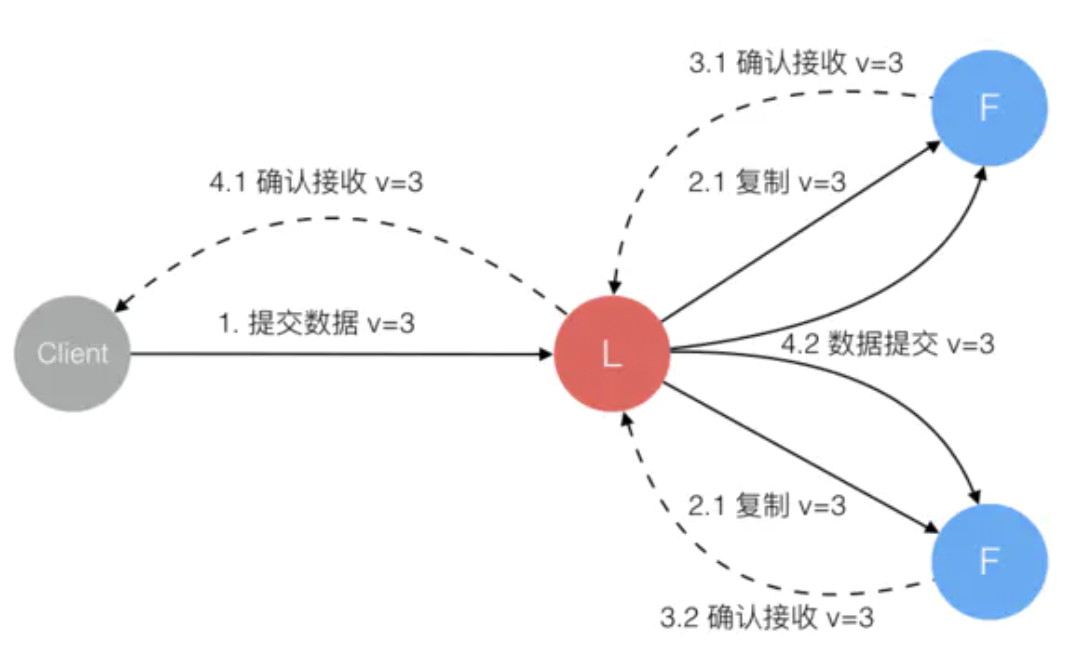 3.1 确认接收 v=3
F
2.1 复制 v=3
4.1 确认接收 v=3
1. 提交数据 v=3
Client
L
4.2 数据提交 v=3
2.1 复制 v=3
F
3.2 确认接收 v=3